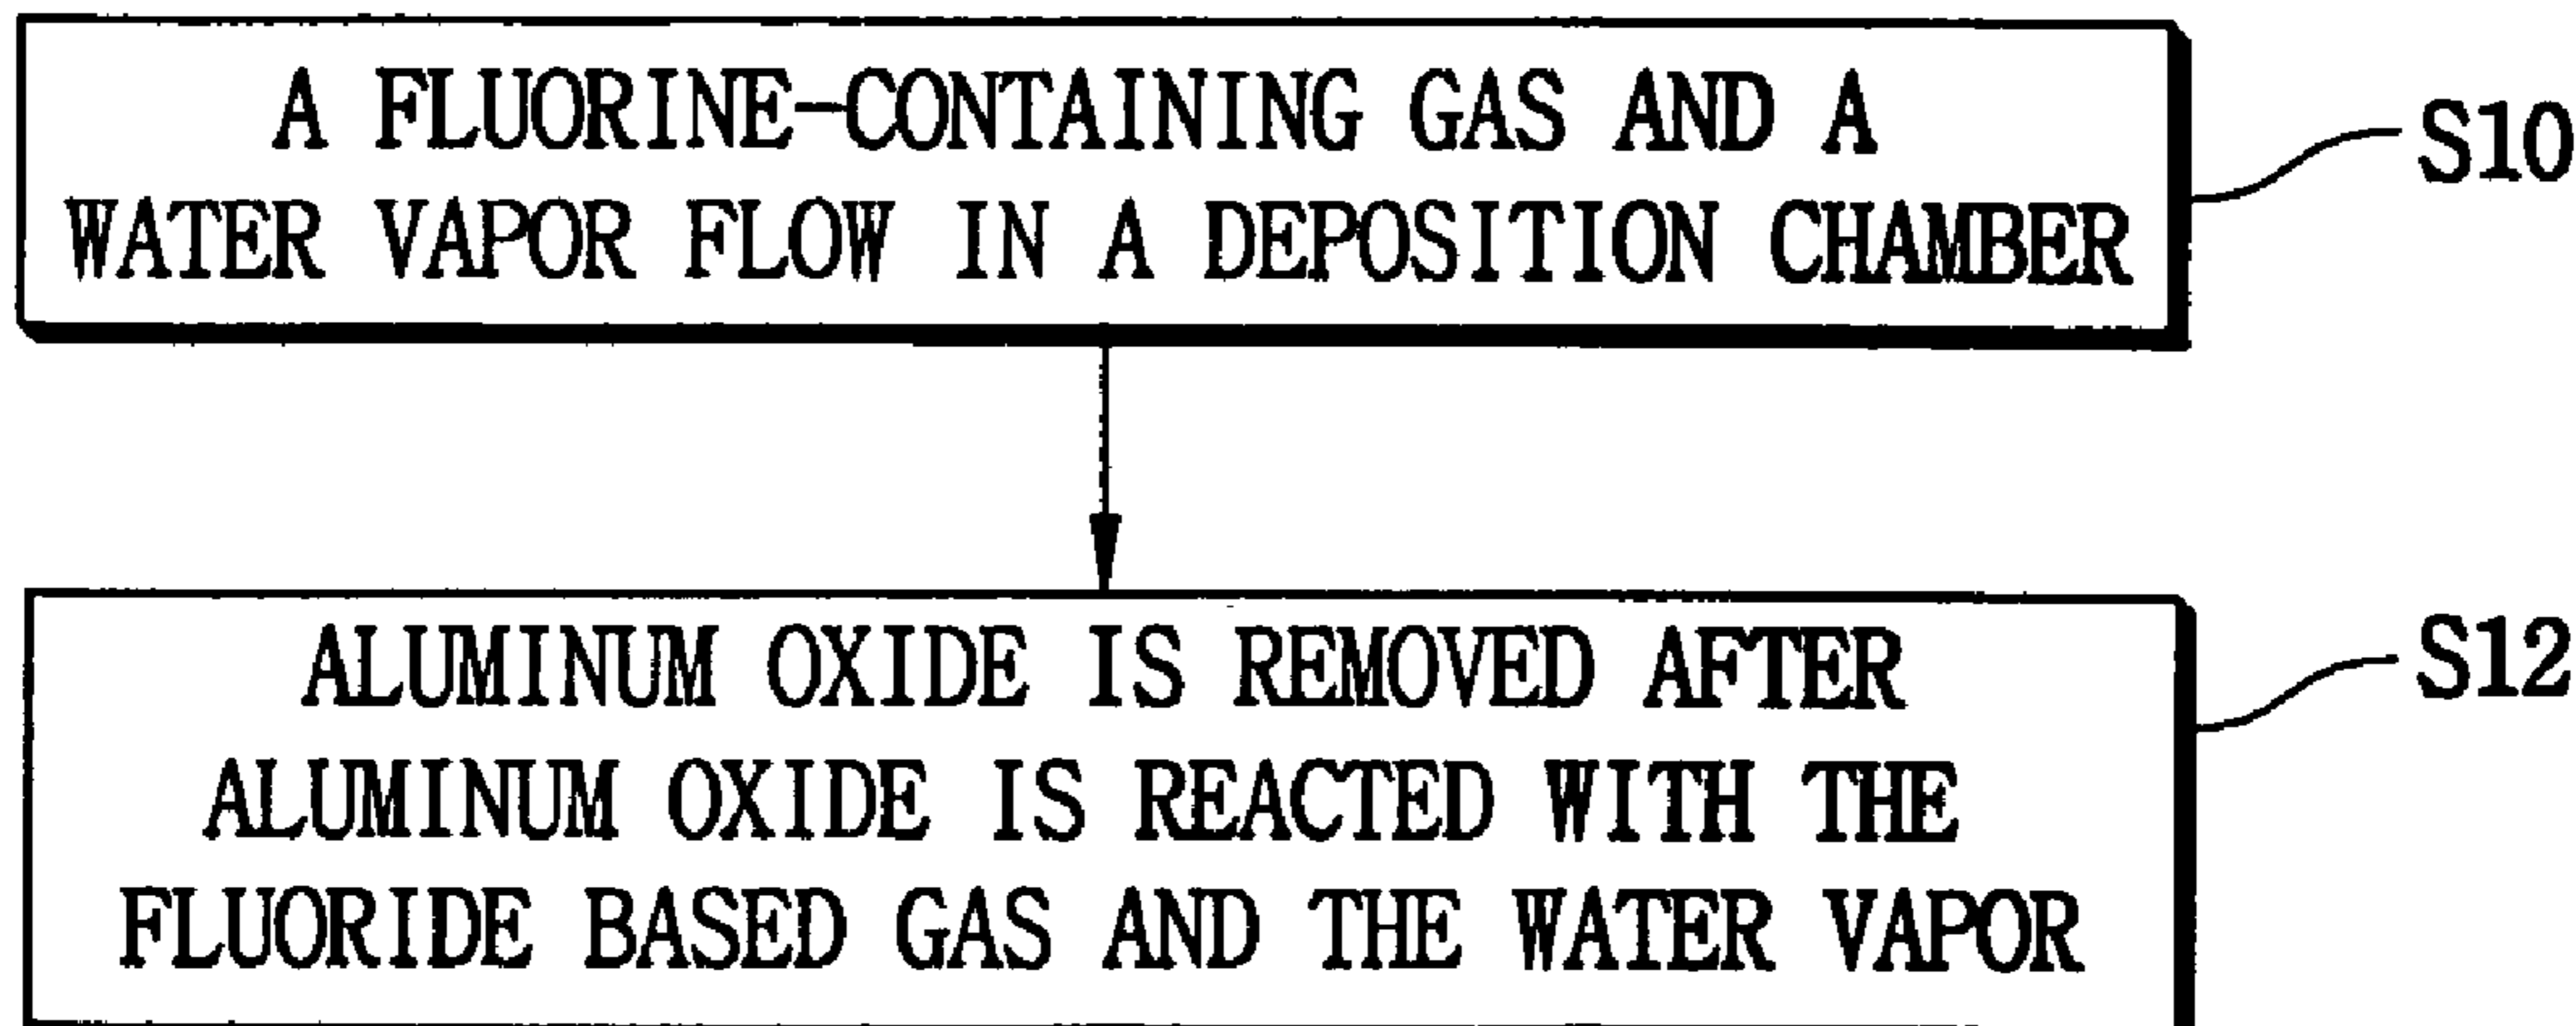 A FLUORINE-CONTAINING GAS AND A
WATER VAPOR FLOW IN A DEPOSITION CHAMBER
S10
ALUMINUM OXIDE IS REMOVED AFTER
ALUMINUM OXIDE IS REACTED WITH THE
FLUORIDE BASED GAS AND THE WATER VAPOR
S12